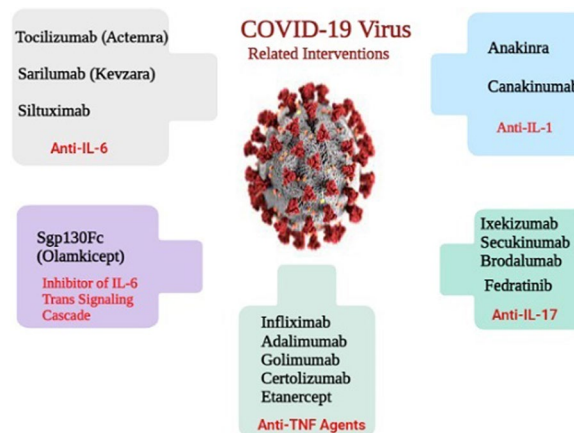 COVID-19 Virus
Related Interventions
Tocilizumab (Actemra)
Sarilumab (Kevzara)
Siltuximab
Anti-IL-6
Anakinra
Canakinumab
Anti-IL-1
Sgp130Fc
(Olamkicept)
Inhibitor of IL-6
Trans Signaling
Cascade
Ixekizumab
Secukinumab
Brodalumab
Fedratinib
Anti-IL-17
Infliximab
Adalimumab
Golimumab
Certolizumab
Etanercept
Anti-TNF Agents